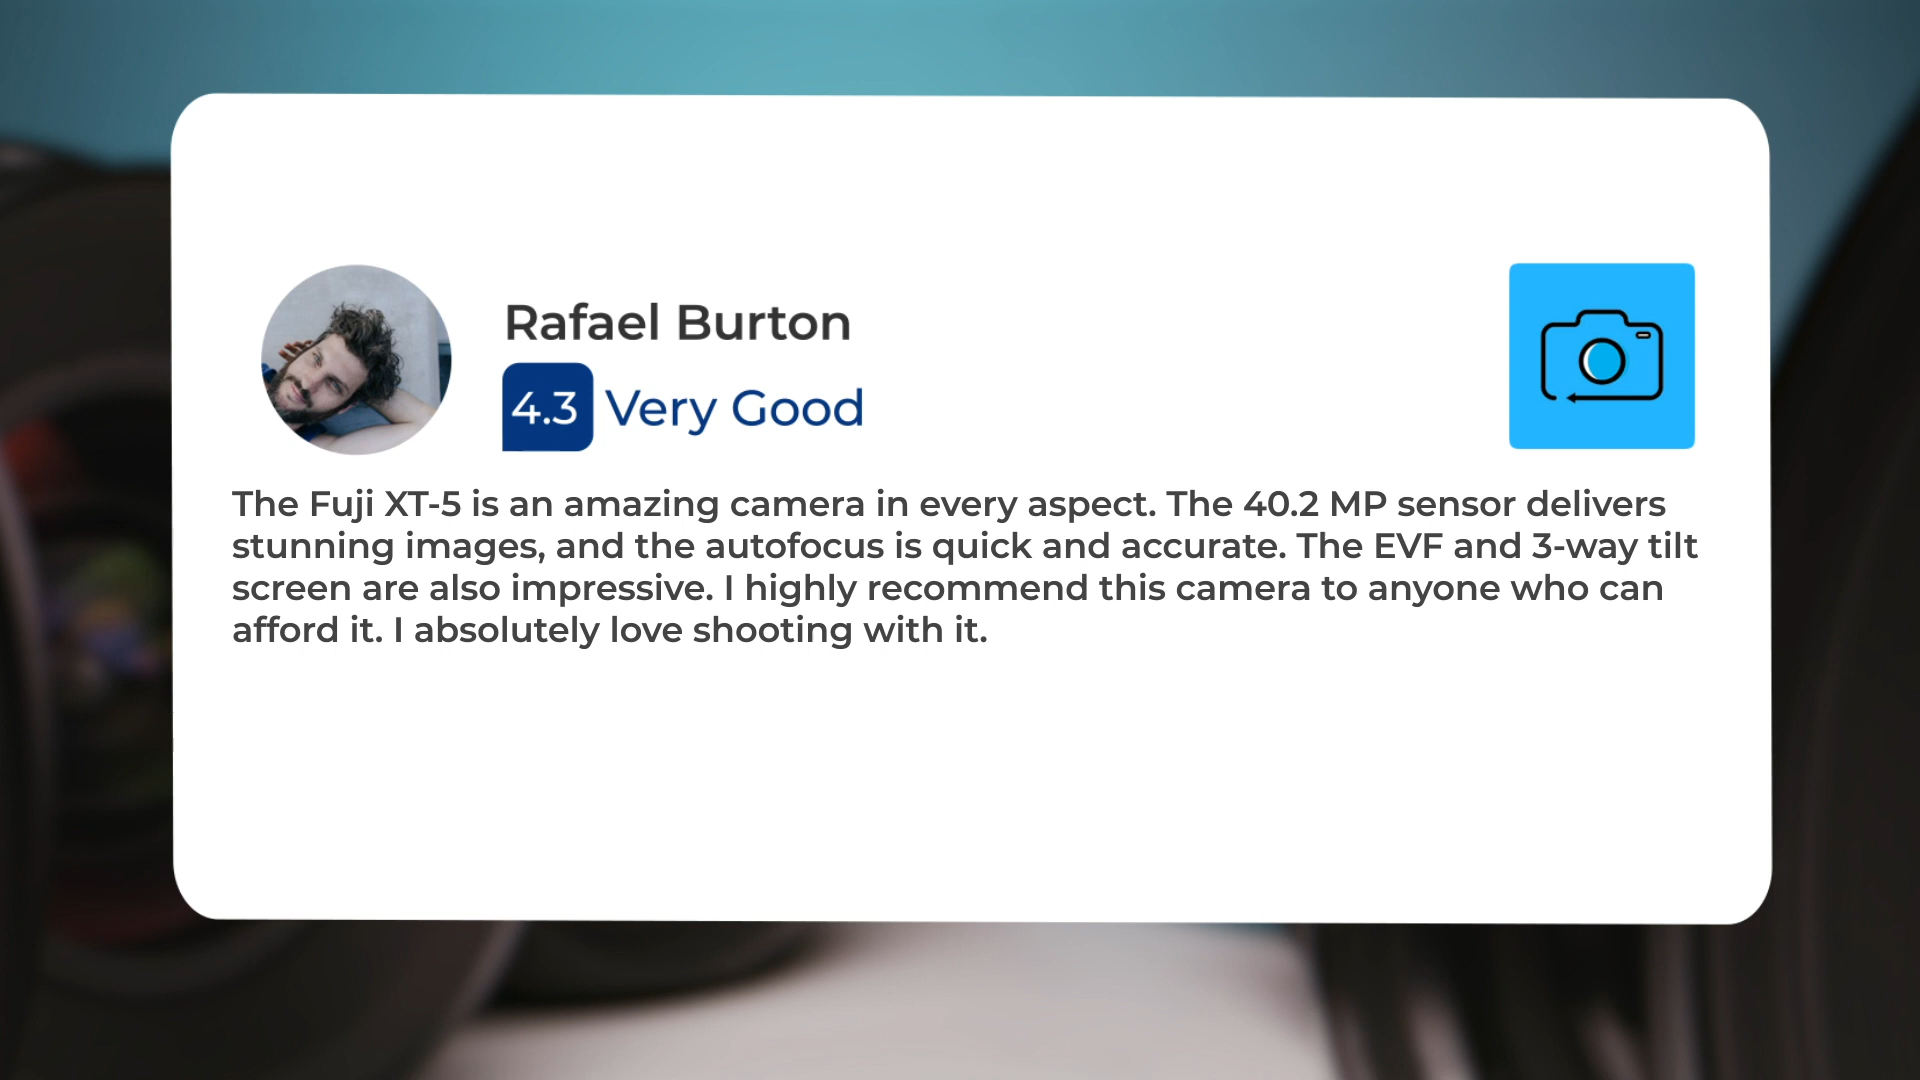 Rafael Burton
4.3 Very Good
The Fuji XT-5 is an amazing camera in every aspect. The 40.2 MP sensor delivers
stunning images, and the autofocus is quick and accurate. The EVF and 3-way tilt
screen are also impressive. I highly recommend this camera to anyone who can
afford it. I absolutely love shooting with it.